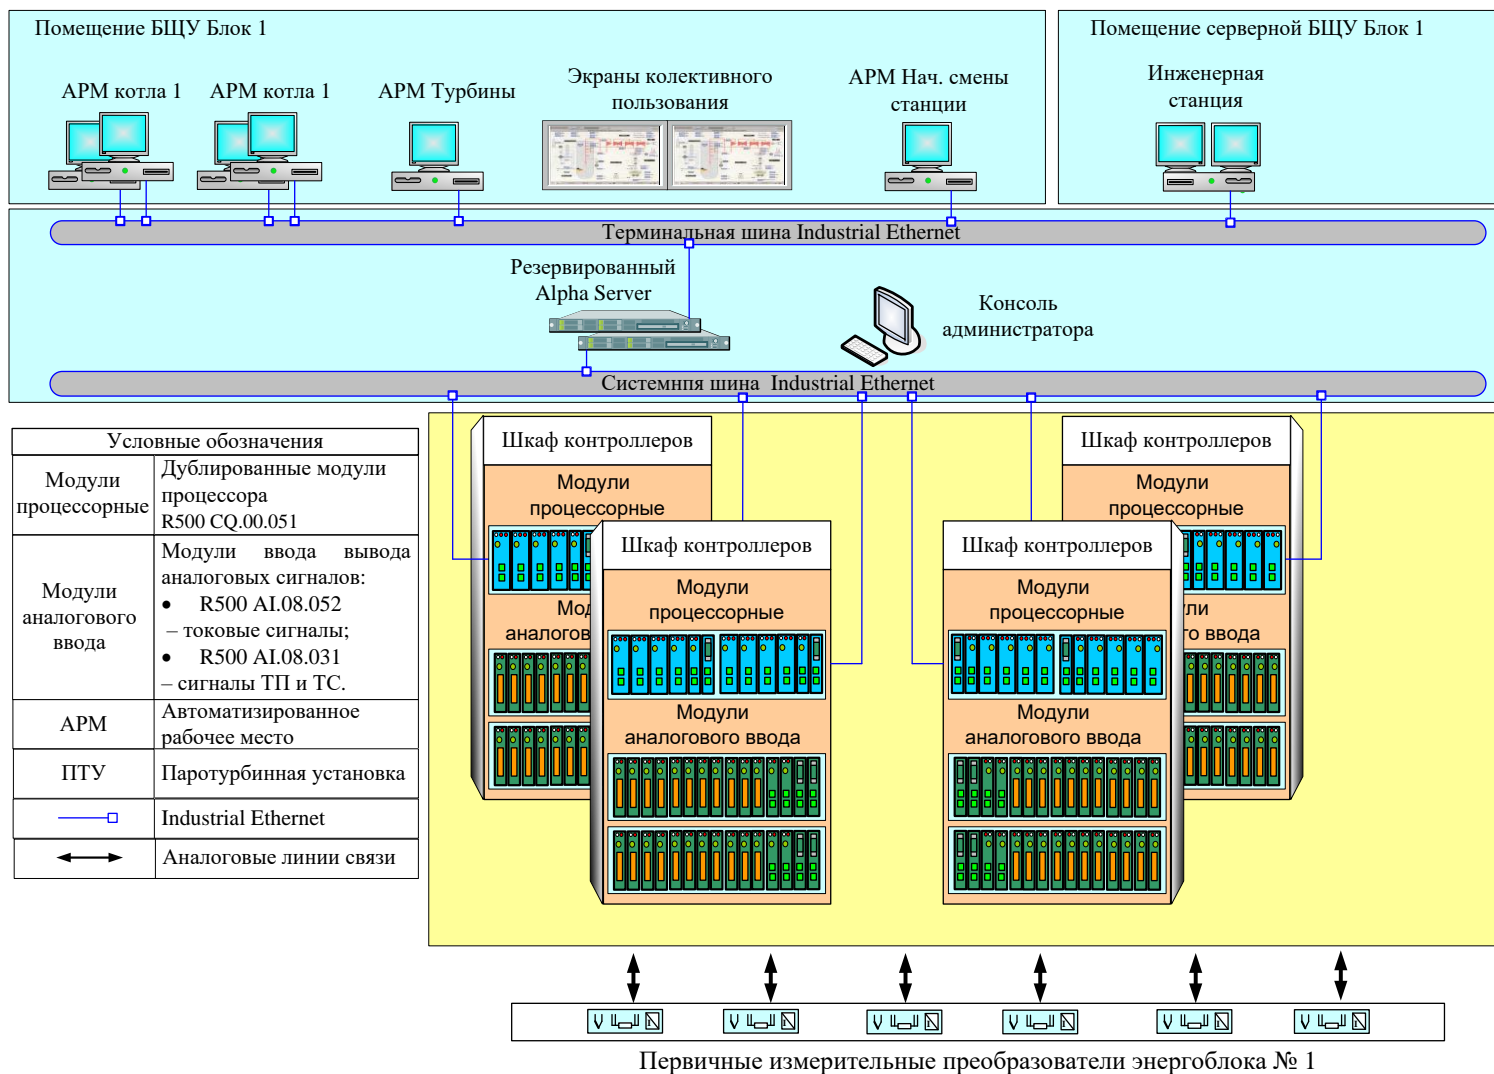 Помещение БЩУ Блок 1
Помещение серверной БЩУ Блок 1
АРМ котла 1
АРМ котла 1
АРМ Турбины
Экраны колективного
пользования
АРМ Нач. смены
станции
Инженерная
станция
Терминальная шина Industrial Ethernet
Резервированный
Alpha Server
Консоль
администратора
Системнпя шина Industrial Ethernet
Условные обозначения
Модули
процессорные
Дублированные модули
процессора
R500 CQ.00.051
Модули
аналогового
ввода
Модули ввода вывода
аналоговых сигналов:
• R500 AI.08.052
– токовые сигналы;
• R500 AI.08.031
– сигналы ТП и ТС.
АРМ
Автоматизированное
рабочее место
ПТУ
Паротурбинная установка
Industrial Ethernet
Аналоговые линии связи
Шкаф контроллеров
Модули
процессорные
Мод
аналогов
Шкаф контроллеров
Модули
процессорные
Модули
аналогового ввода
Шкаф контроллеров
Модули
процессорные
ули
го ввода
Шкаф контроллеров
Модули
процессорные
Модули
аналогового ввода
Первичные измерительные преобразователи энергоблока № 1